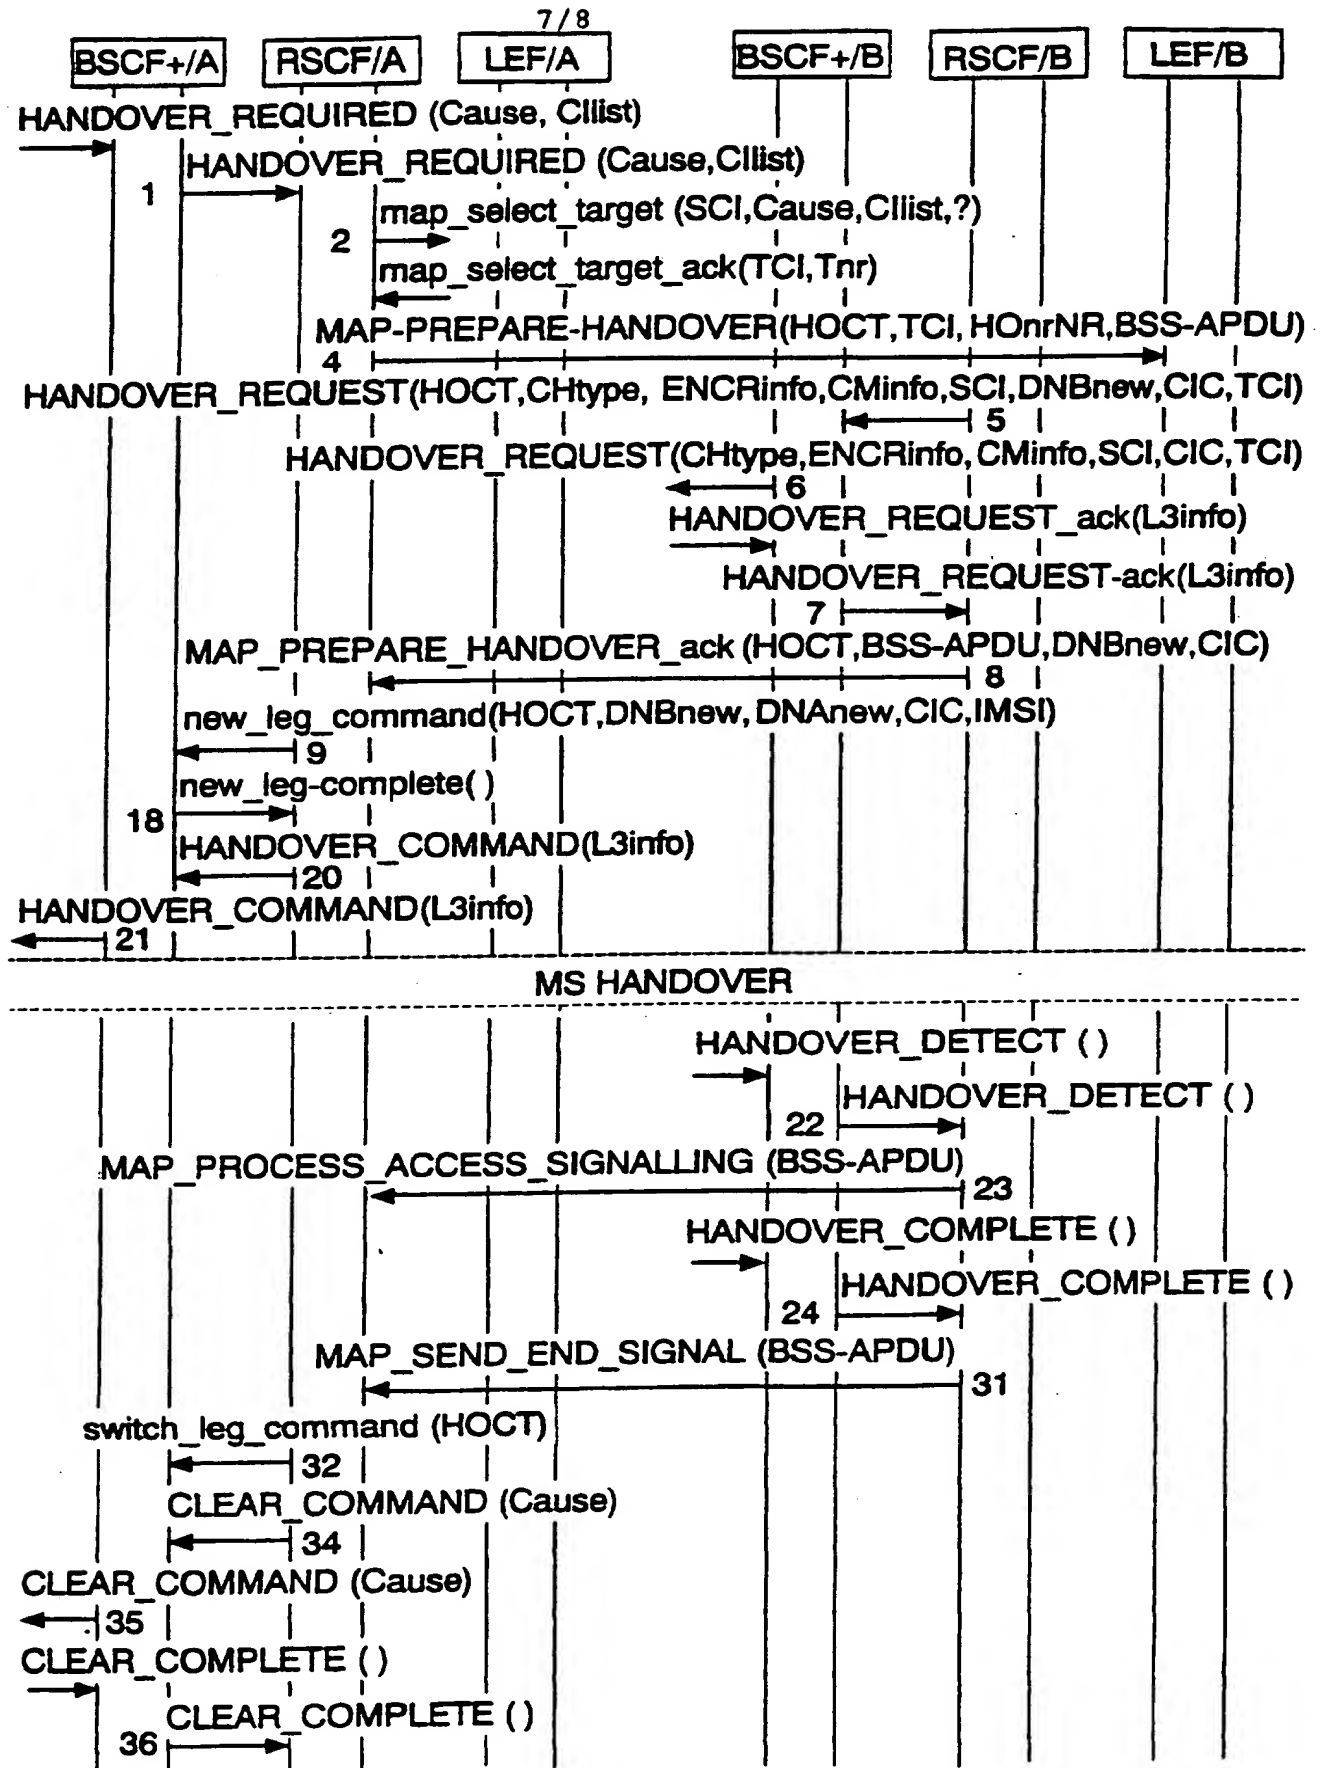 7/8
BSCF+/A RSCF/A LEF/A BSCF+/B RSCF/B LEF/B
HANDOVER_REQUIRED (Cause, CIlist)
HANDOVER_REQUIRED (Cause,CIlist)
1
map_select_target (SCI,Cause,CIlist,?)
2
map_select_target_ack(TCI,Tnr)
MAP-PREPARE-HANDOVER(HOCT,TCI,HOnrNR,BSS-APDU)
4
HANDOVER_REQUEST(HOCT,CHtype, ENCRinfo,CMinfo,SCI,DNBnew,CIC,TCI)
5
HANDOVER_REQUEST(CHtype,ENCRinfo,CMinfo,SCI,CIC,TCI)
6
HANDOVER_REQUEST_ack(L3info)
HANDOVER_REQUEST-ack(L3info)
7
MAP_PREPARE_HANDOVER_ack (HOCT,BSS-APDU,DNBnew,CIC)
8
new_leg_command(HOCT,DNBnew,DNAnew,CIC,IMSI)
9
new_leg-complete( )
18
HANDOVER_COMMAND(L3info)
20
HANDOVER_COMMAND(L3info)
21
MS HANDOVER
HANDOVER_DETECT ( )
HANDOVER_DETECT ( )
22
MAP_PROCESS_ACCESS_SIGNALLING (BSS-APDU)
23
HANDOVER_COMPLETE ( )
HANDOVER_COMPLETE ( )
24
MAP_SEND_END_SIGNAL (BSS-APDU)
31
switch_leg_command (HOCT)
32
CLEAR_COMMAND (Cause)
34
CLEAR_COMMAND (Cause)
35
CLEAR_COMPLETE ( )
CLEAR_COMPLETE ( )
36